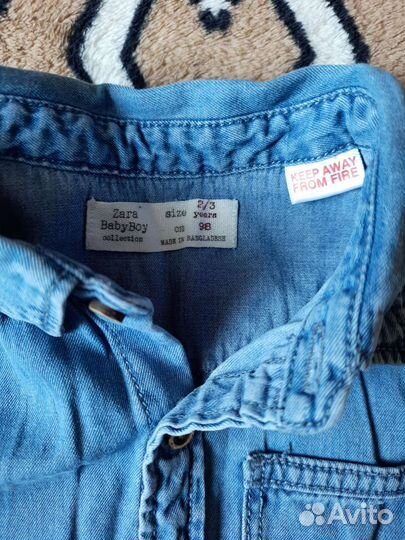 KEEP AWAY
FROM FIRE
Zara
BabyBoy
collection
size 2/3
years
cm 98
MADE IN BANGLADESH
Avito